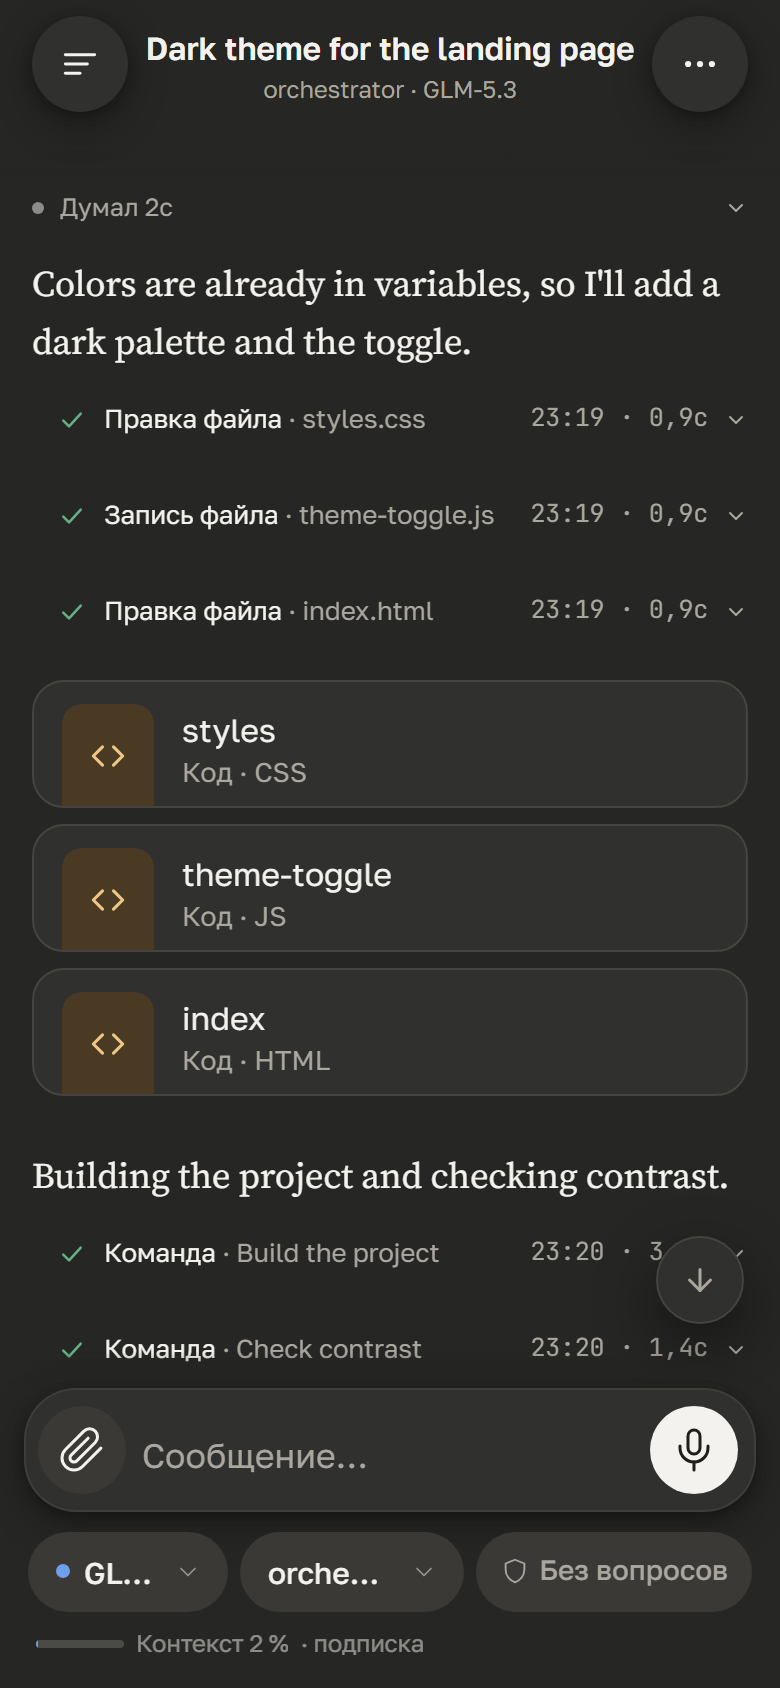 Dark theme for the landing page
orchestrator · GLM-5.3
Думал 2с
Colors are already in variables, so I'll add a
dark palette and the toggle.
Правка файла · styles.css 23:19 · 0,9с
Запись файла · theme-toggle.js 23:19 · 0,9с
Правка файла · index.html 23:19 · 0,9с
styles
Код · CSS
theme-toggle
Код · JS
index
Код · HTML
Building the project and checking contrast.
Команда · Build the project 23:20 · 3
Команда · Check contrast 23:20 · 1,4с
Сообщение...
GL... orche... Без вопросов
Контекст 2 % · подписка